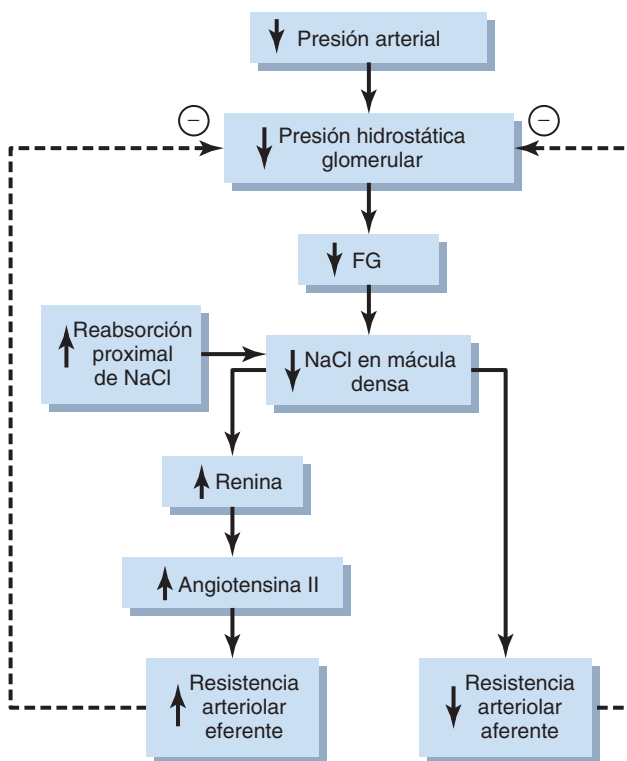 Presión arterial
−
−
Presión hidrostática
glomerular
FG
Reabsorción
proximal
de NaCl
NaCl en mácula
densa
Renina
Angiotensina II
Resistencia
arteriolar
eferente
Resistencia
arteriolar
aferente